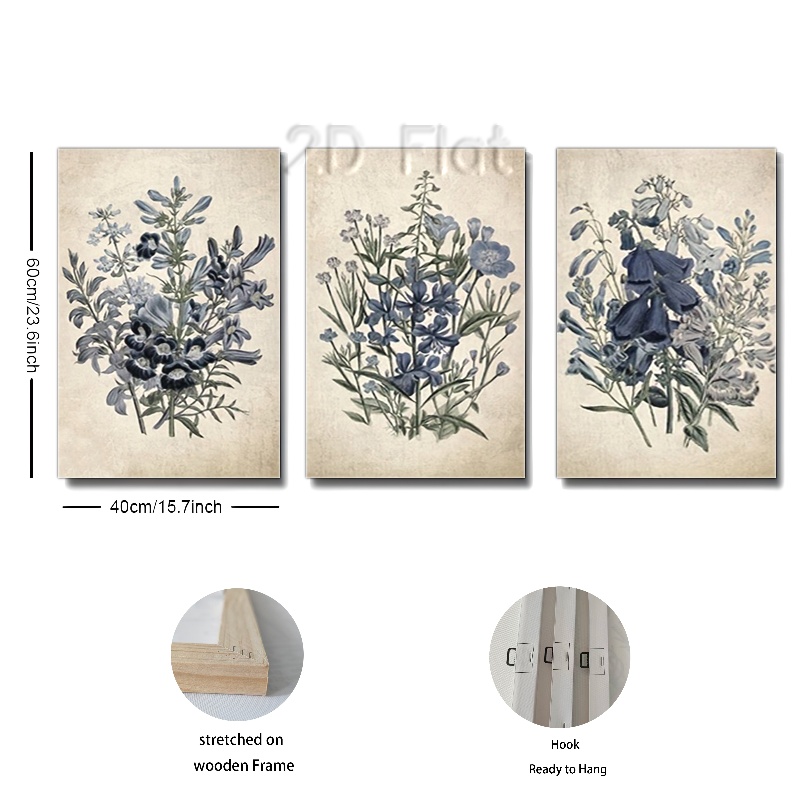 2D Flat
60cm/23.6inch
40cm/15.7inch
stretched on
wooden Frame
Hook
Ready to Hang